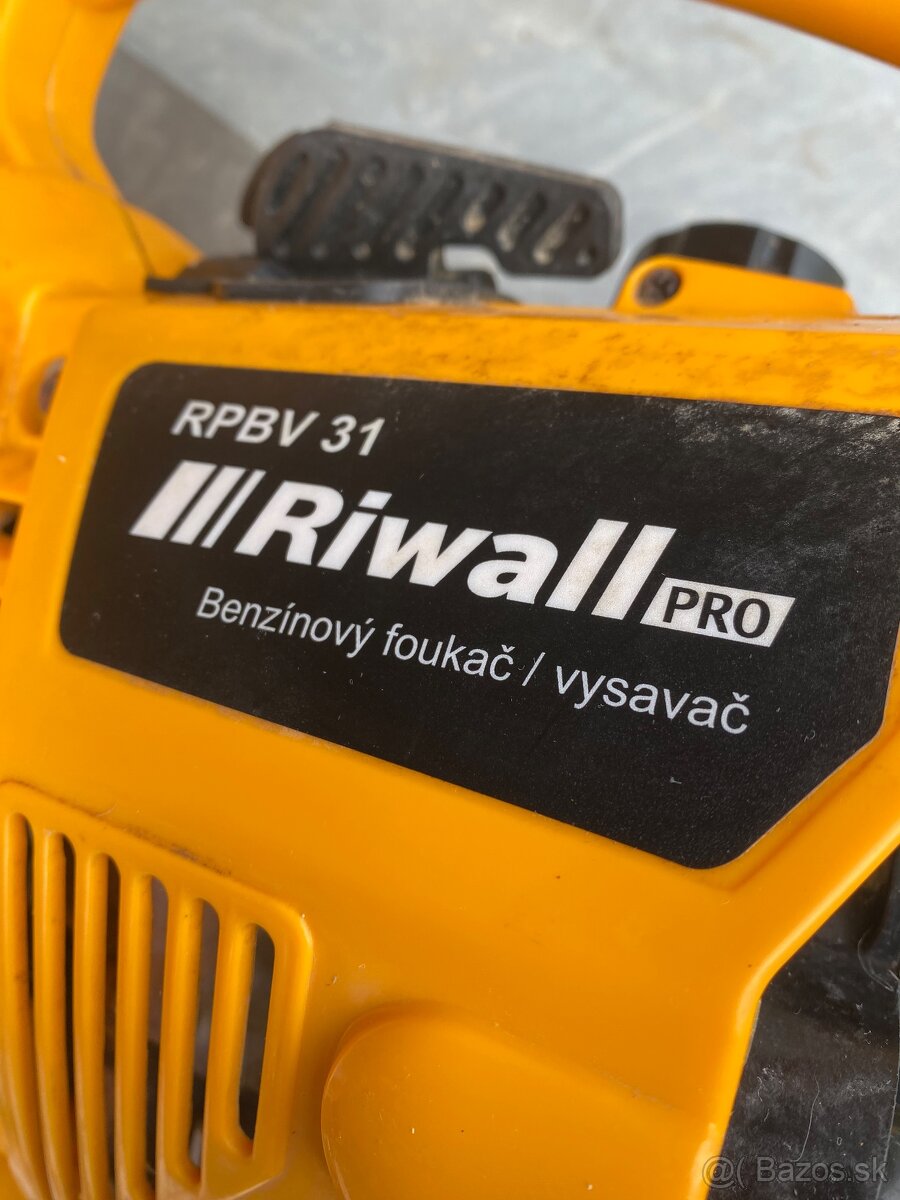 RPBV 31
Riwall PRO
Benzínový foukač / vysavač
@( Bazos.sk